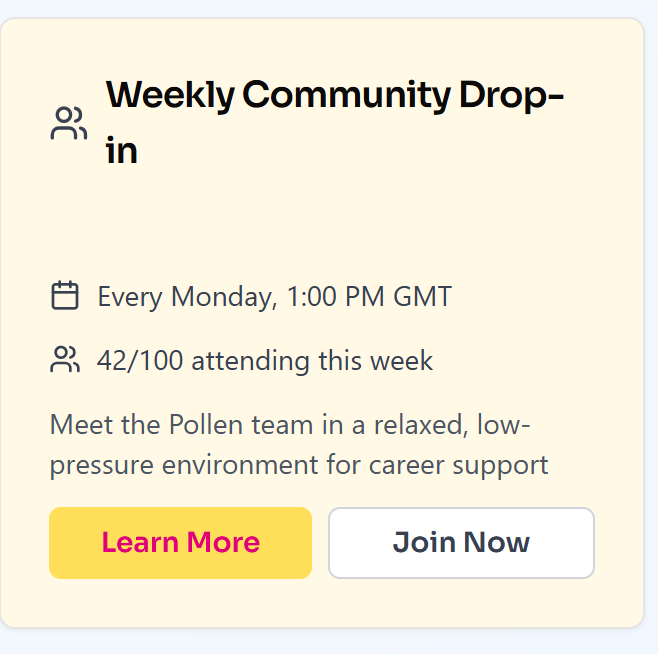 Weekly Community Drop-
in
Every Monday, 1:00 PM GMT
42/100 attending this week
Meet the Pollen team in a relaxed, low-
pressure environment for career support
Learn More
Join Now